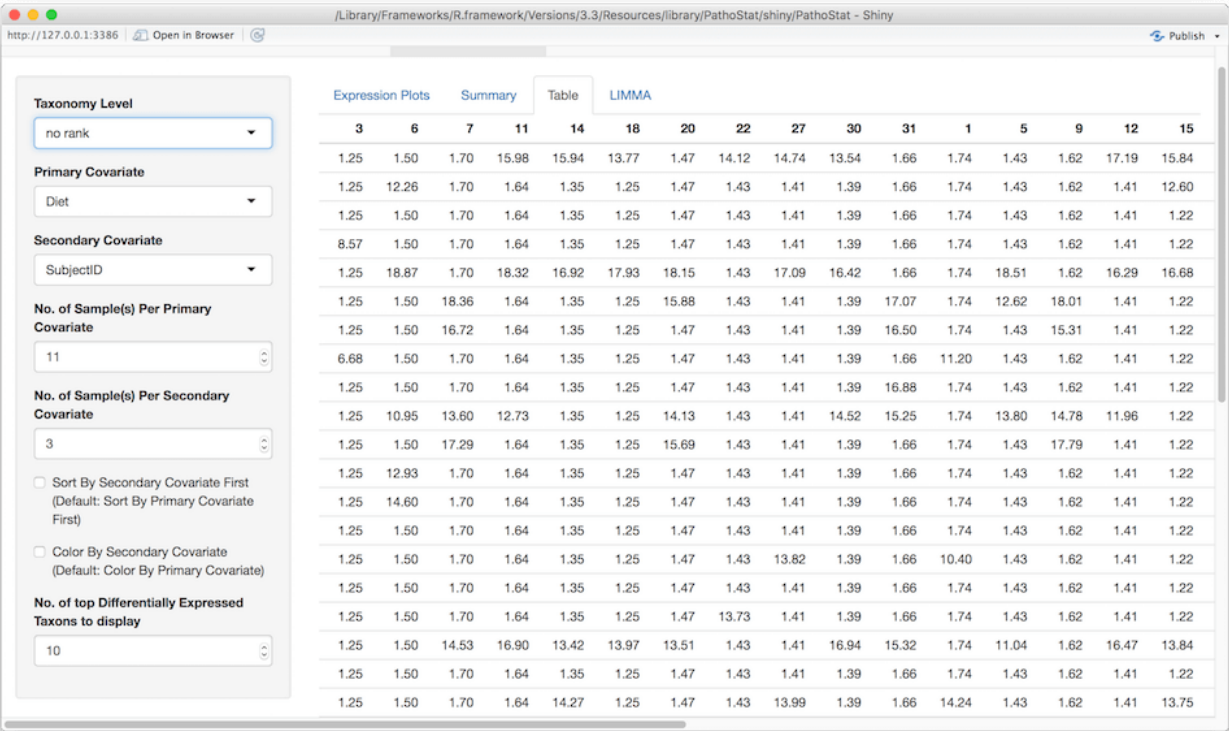 /Library/Frameworks/R.framework/Versions/3.3/Resources/library/PathoStat/shiny/PathoStat - Shiny
http://127.0.0.1:3386 Open in Browser Publish
Taxonomy Level
no rank
Primary Covariate
Diet
Secondary Covariate
SubjectID
No. of Sample(s) Per Primary
Covariate
11
No. of Sample(s) Per Secondary
Covariate
3
Sort By Secondary Covariate First
(Default: Sort By Primary Covariate
First)
Color By Secondary Covariate
(Default: Color By Primary Covariate)
No. of top Differentially Expressed
Taxons to display
10
Expression Plots Summary Table LIMMA
3 6 7 11 14 18 20 22 27 30 31 1 5 9 12 15
1.25 1.50 1.70 15.98 15.94 13.77 1.47 14.12 14.74 13.54 1.66 1.74 1.43 1.62 17.19 15.84
1.25 12.26 1.70 1.64 1.35 1.25 1.47 1.43 1.41 1.39 1.66 1.74 1.43 1.62 1.41 12.60
1.25 1.50 1.70 1.64 1.35 1.25 1.47 1.43 1.41 1.39 1.66 1.74 1.43 1.62 1.41 1.22
8.57 1.50 1.70 1.64 1.35 1.25 1.47 1.43 1.41 1.39 1.66 1.74 1.43 1.62 1.41 1.22
1.25 18.87 1.70 18.32 16.92 17.93 18.15 1.43 17.09 16.42 1.66 1.74 18.51 1.62 16.29 16.68
1.25 1.50 18.36 1.64 1.35 1.25 15.88 1.43 1.41 1.39 17.07 1.74 12.62 18.01 1.41 1.22
1.25 1.50 16.72 1.64 1.35 1.25 1.47 1.43 1.41 1.39 16.50 1.74 1.43 15.31 1.41 1.22
6.68 1.50 1.70 1.64 1.35 1.25 1.47 1.43 1.41 1.39 1.66 11.20 1.43 1.62 1.41 1.22
1.25 1.50 1.70 1.64 1.35 1.25 1.47 1.43 1.41 1.39 16.88 1.74 1.43 1.62 1.41 1.22
1.25 10.95 13.60 12.73 1.35 1.25 14.13 1.43 1.41 14.52 15.25 1.74 13.80 14.78 11.96 1.22
1.25 1.50 17.29 1.64 1.35 1.25 15.69 1.43 1.41 1.39 1.66 1.74 1.43 17.79 1.41 1.22
1.25 12.93 1.70 1.64 1.35 1.25 1.47 1.43 1.41 1.39 1.66 1.74 1.43 1.62 1.41 1.22
1.25 14.60 1.70 1.64 1.35 1.25 1.47 1.43 1.41 1.39 1.66 1.74 1.43 1.62 1.41 1.22
1.25 1.50 1.70 1.64 1.35 1.25 1.47 1.43 1.41 1.39 1.66 1.74 1.43 1.62 1.41 1.22
1.25 1.50 1.70 1.64 1.35 1.25 1.47 1.43 13.82 1.39 1.66 10.40 1.43 1.62 1.41 1.22
1.25 1.50 1.70 1.64 1.35 1.25 1.47 1.43 1.41 1.39 1.66 1.74 1.43 1.62 1.41 1.22
1.25 1.50 1.70 1.64 1.35 1.25 1.47 13.73 1.41 1.39 1.66 1.74 1.43 1.62 1.41 1.22
1.25 1.50 14.53 16.90 13.42 13.97 13.51 1.43 1.41 16.94 15.32 1.74 11.04 1.62 16.47 13.84
1.25 1.50 1.70 1.64 1.35 1.25 1.47 1.43 1.41 1.39 1.66 1.74 1.43 1.62 1.41 1.22
1.25 1.50 1.70 1.64 14.27 1.25 1.47 1.43 13.99 1.39 1.66 14.24 1.43 1.62 1.41 13.75